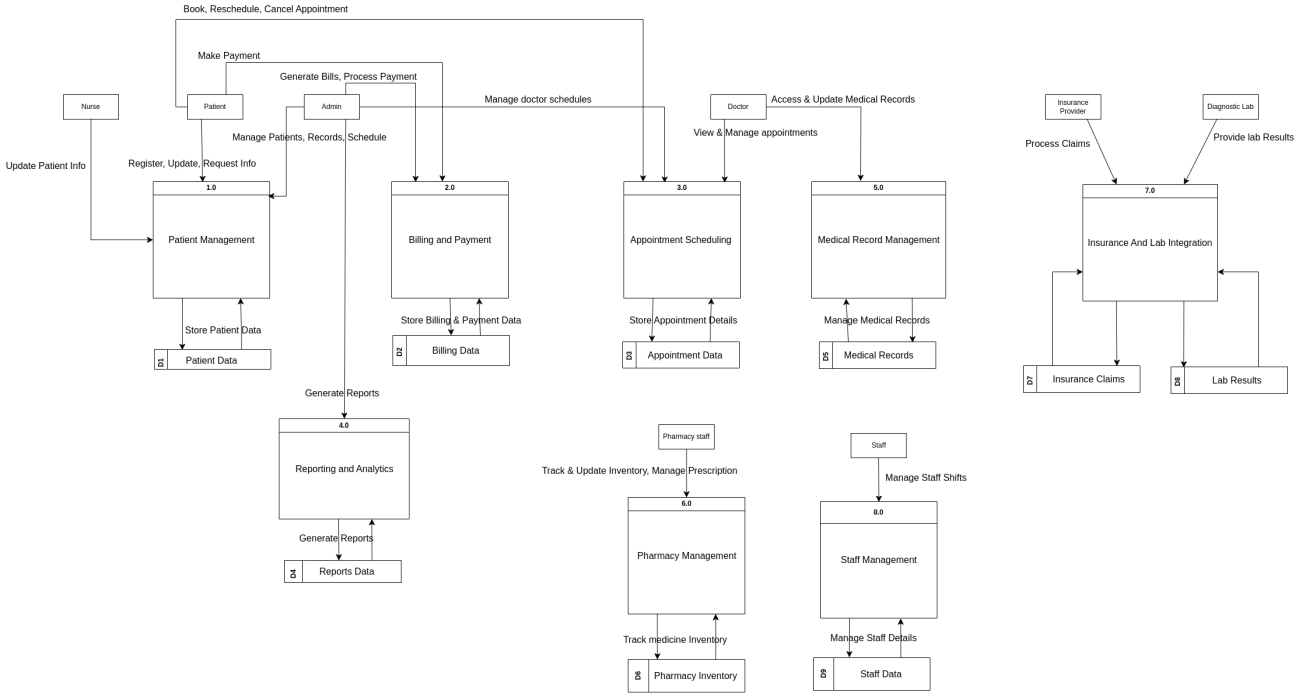 Book, Reschedule, Cancel Appointment
Make Payment
Generate Bills, Process Payment
Nurse
Patient
Admin
Manage doctor schedules
Doctor
Access & Update Medical Records
Insurance
Provider
Diagnostic Lab
Manage Patients, Records, Schedule
View & Manage appointments
Process Claims
Provide lab Results
Update Patient Info
Register, Update, Request Info
1.0
Patient Management
2.0
Billing and Payment
3.0
Appointment Scheduling
5.0
Medical Record Management
7.0
Insurance And Lab Integration
Store Patient Data
Store Billing & Payment Data
Store Appointment Details
Manage Medical Records
D1
Patient Data
D2
Billing Data
D3
Appointment Data
D5
Medical Records
D7
Insurance Claims
D8
Lab Results
Generate Reports
4.0
Reporting and Analytics
Generate Reports
D4
Reports Data
Pharmacy staff
Track & Update Inventory, Manage Prescription
6.0
Pharmacy Management
Track medicine Inventory
D6
Pharmacy Inventory
Staff
Manage Staff Shifts
8.0
Staff Management
Manage Staff Details
D9
Staff Data